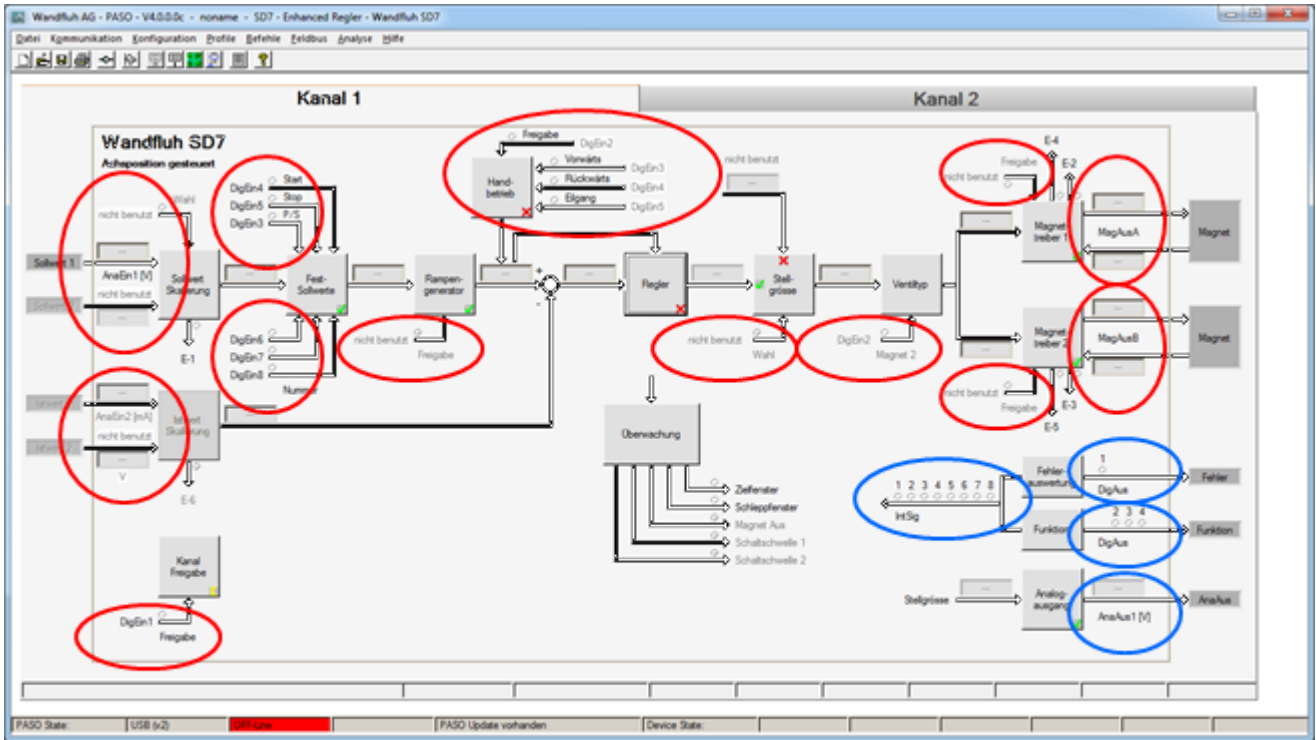 Wandfluh AG - PASO - V4.0.0.0c - noname - SD7 - Enhanced Regler - Wandfluh SD7
Datei Kommunikation Konfiguration Profile Befehle Feldbus Analyse Hilfe
Kanal 1
Kanal 2
Wandfluh SD7
Achsposition gesteuert
Wahl
nicht benutzt
Sollwert 1
AnaEin1 [V]
nicht benutzt
Sollwert Skalierung
E-1
Start
DigEin4
Stop
DigEin5
P/S
DigEin3
Fest-
Sollwerte
DigEin6
DigEin7
DigEin8
Nummer
Rampen-
generator
nicht benutzt
Freigabe
Freigabe
DigEin2
Hand-
betrieb
Vorwärts
DigEin3
Rückwärts
DigEin4
Eilgang
DigEin5
+
-
Regler
nicht benutzt
Stell-
grösse
nicht benutzt
Wahl
Ventiltyp
DigEin2
Magnet 2
Freigabe
nicht benutzt
E-4
E-2
Magnet-
treiber 1
MagAusA
Magnet
Magnet-
treiber 2
MagAusB
Magnet
nicht benutzt
Freigabe
E-3
E-5
AnaEin2 [mA]
nicht benutzt
V
Istwert
Skalierung
E-6
Überwachung
Zielfenster
Schleppfenster
Magnet Aus
Schaltschwelle 1
Schaltschwelle 2
1 2 3 4 5 6 7 8
IntSig
Fehler-
auswertung
1
DigAus
Fehler
Funktion
2 3 4
DigAus
Funktion
Stellgrösse
Analog-
ausgang
AnaAus1 [V]
AnaAus
Kanal
Freigabe
DigEin1
Freigabe
PASO State:
USB (v2)
OFF-Line
PASO Update vorhanden
Device State: